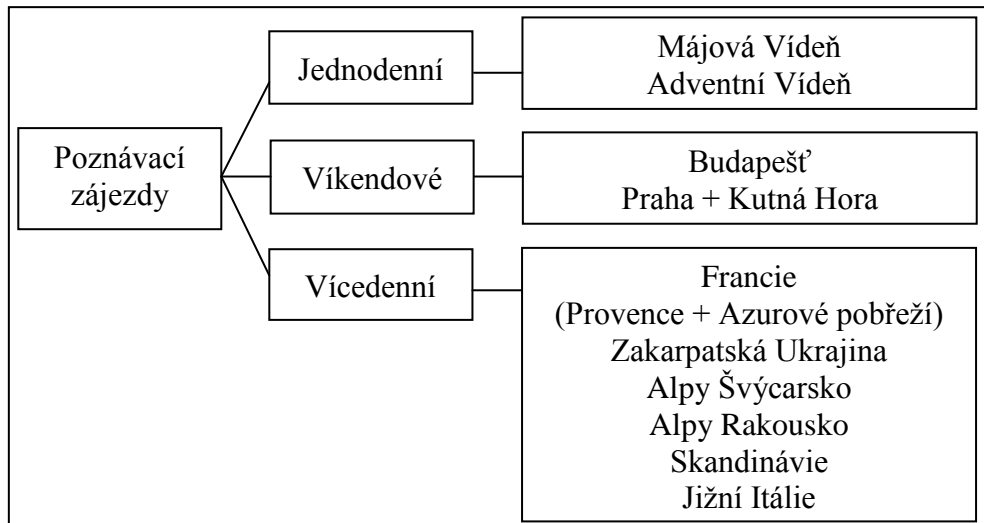 Poznávací
zájezdy
Jednodenní
Májová Vídeň
Adventní Vídeň
Víkendové
Budapešť
Praha + Kutná Hora
Vícedenní
Francie
(Provence + Azurové pobřeží)
Zakarpatská Ukrajina
Alpy Švýcarsko
Alpy Rakousko
Skandinávie
Jižní Itálie